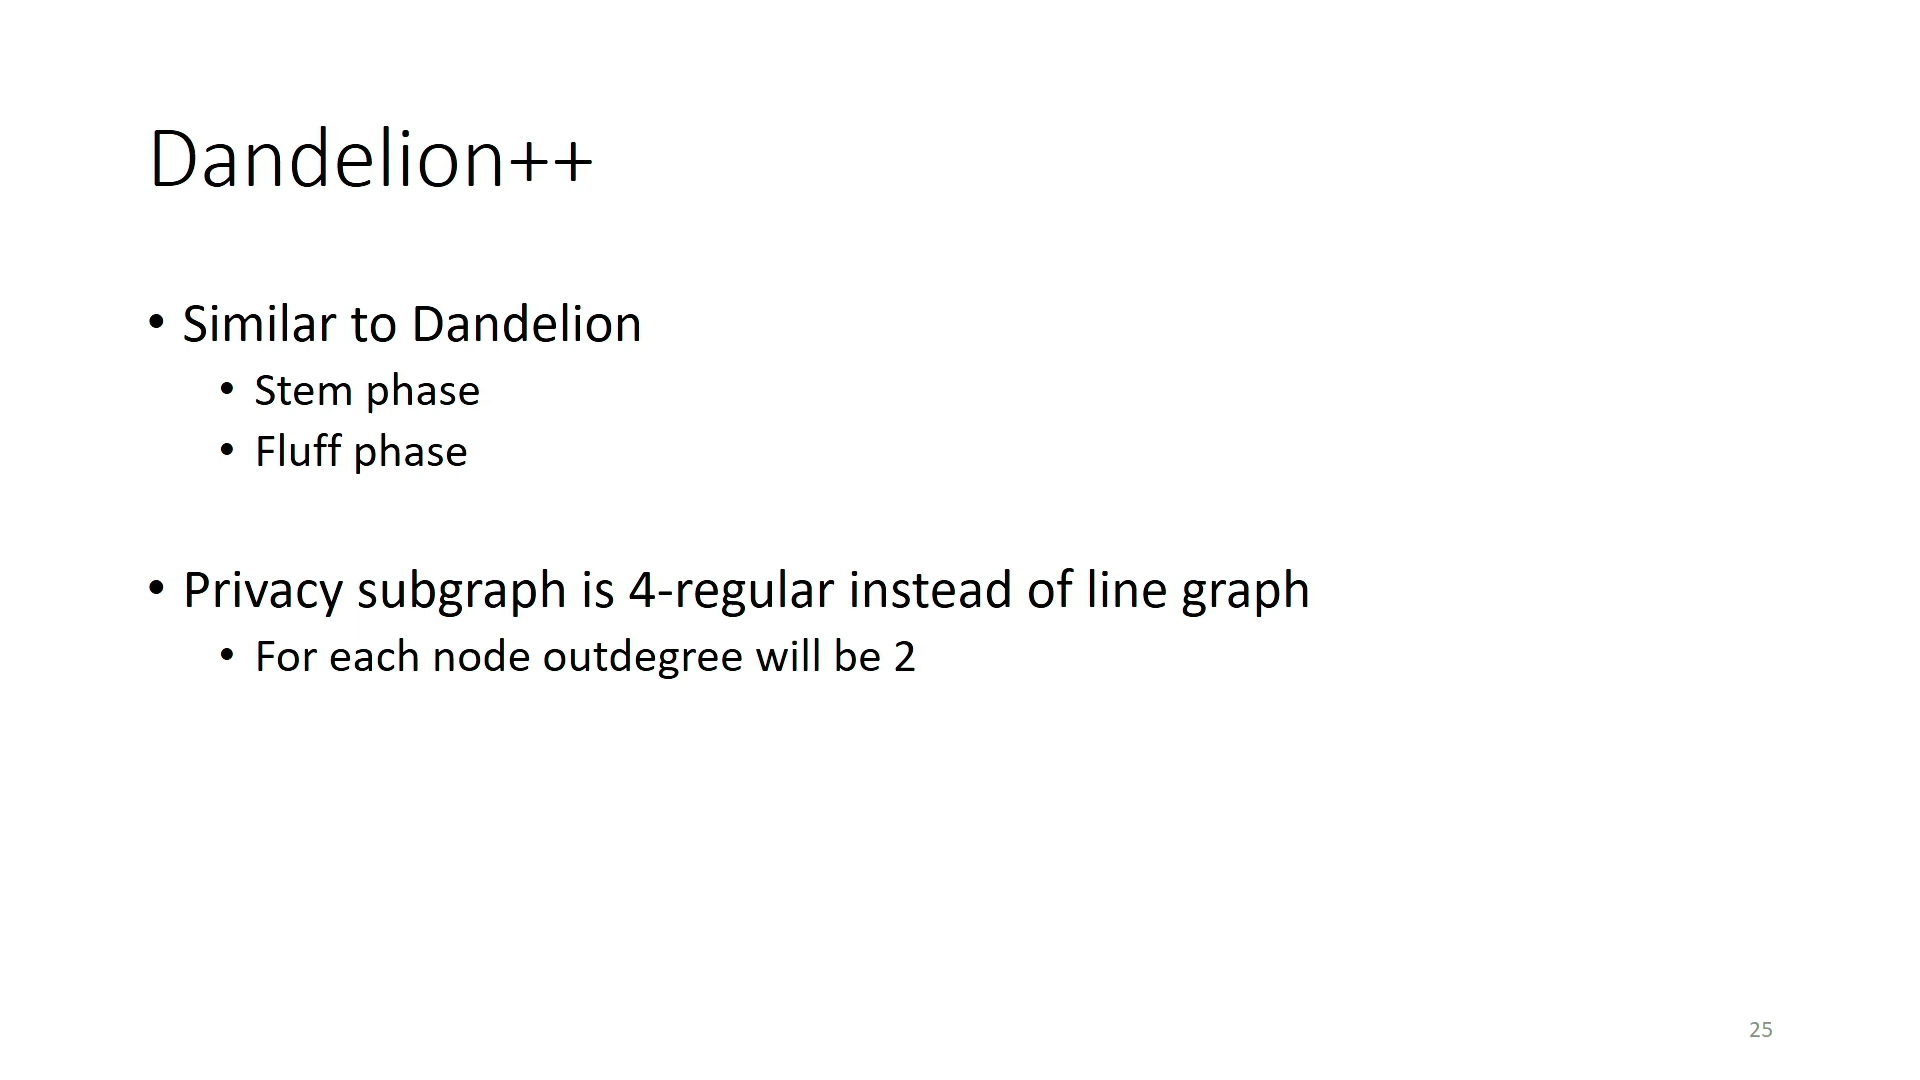 Dandelion++
• Similar to Dandelion
• Stem phase
• Fluff phase
• Privacy subgraph is 4-regular instead of line graph
• For each node outdegree will be 2
25